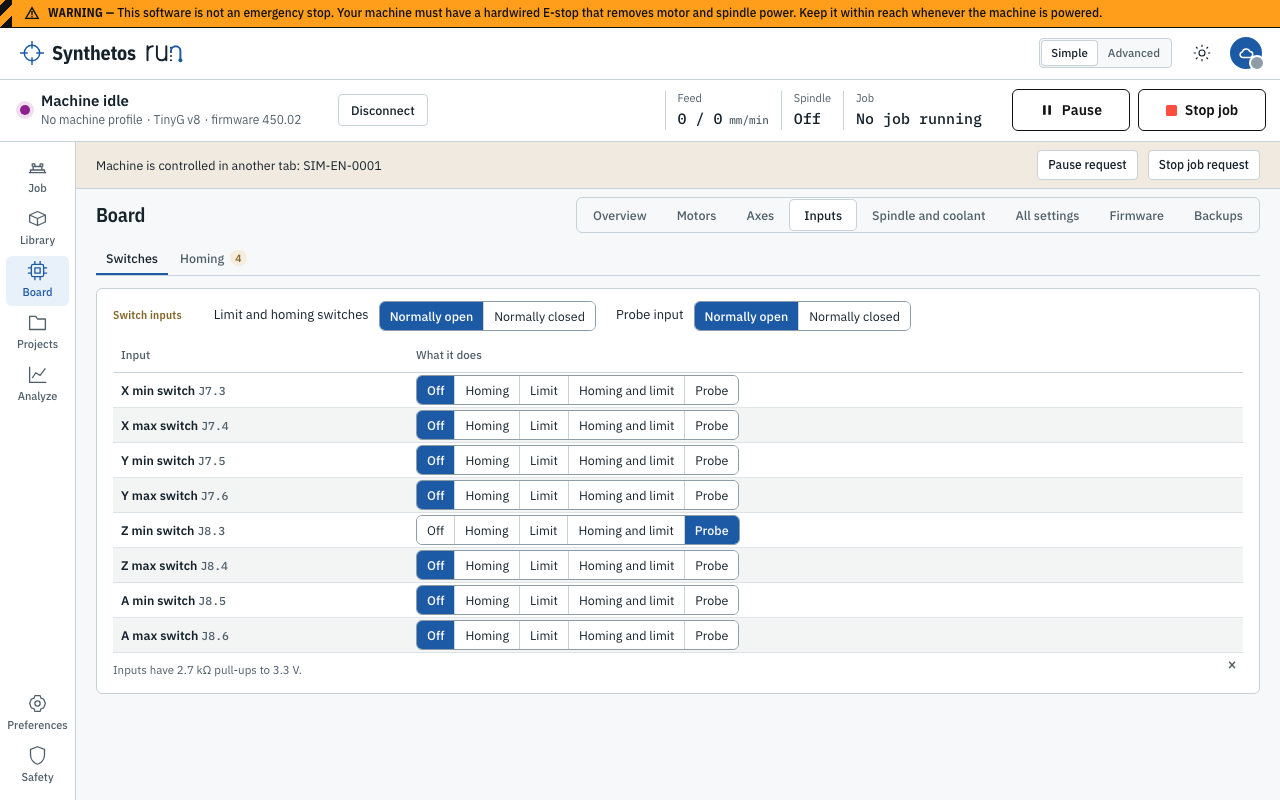 WARNING — This software is not an emergency stop. Your machine must have a hardwired E-stop that removes motor and spindle power. Keep it within reach whenever the machine is powered.
Synthetos run
Simple
Advanced
Machine idle
No machine profile · TinyG v8 · firmware 450.02
Disconnect
Feed
0 / 0 mm/min
Spindle
Off
Job
No job running
Pause
Stop job
Machine is controlled in another tab: SIM-EN-0001
Pause request
Stop job request
Job
Library
Board
Projects
Analyze
Preferences
Safety
Board
Overview
Motors
Axes
Inputs
Spindle and coolant
All settings
Firmware
Backups
Switches
Homing 4
Switch inputs
Limit and homing switches
Normally open
Normally closed
Probe input
Normally open
Normally closed
Input What it does
X min switch J7.3 Off Homing Limit Homing and limit Probe
X max switch J7.4 Off Homing Limit Homing and limit Probe
Y min switch J7.5 Off Homing Limit Homing and limit Probe
Y max switch J7.6 Off Homing Limit Homing and limit Probe
Z min switch J8.3 Off Homing Limit Homing and limit Probe
Z max switch J8.4 Off Homing Limit Homing and limit Probe
A min switch J8.5 Off Homing Limit Homing and limit Probe
A max switch J8.6 Off Homing Limit Homing and limit Probe
Inputs have 2.7 kΩ pull-ups to 3.3 V.